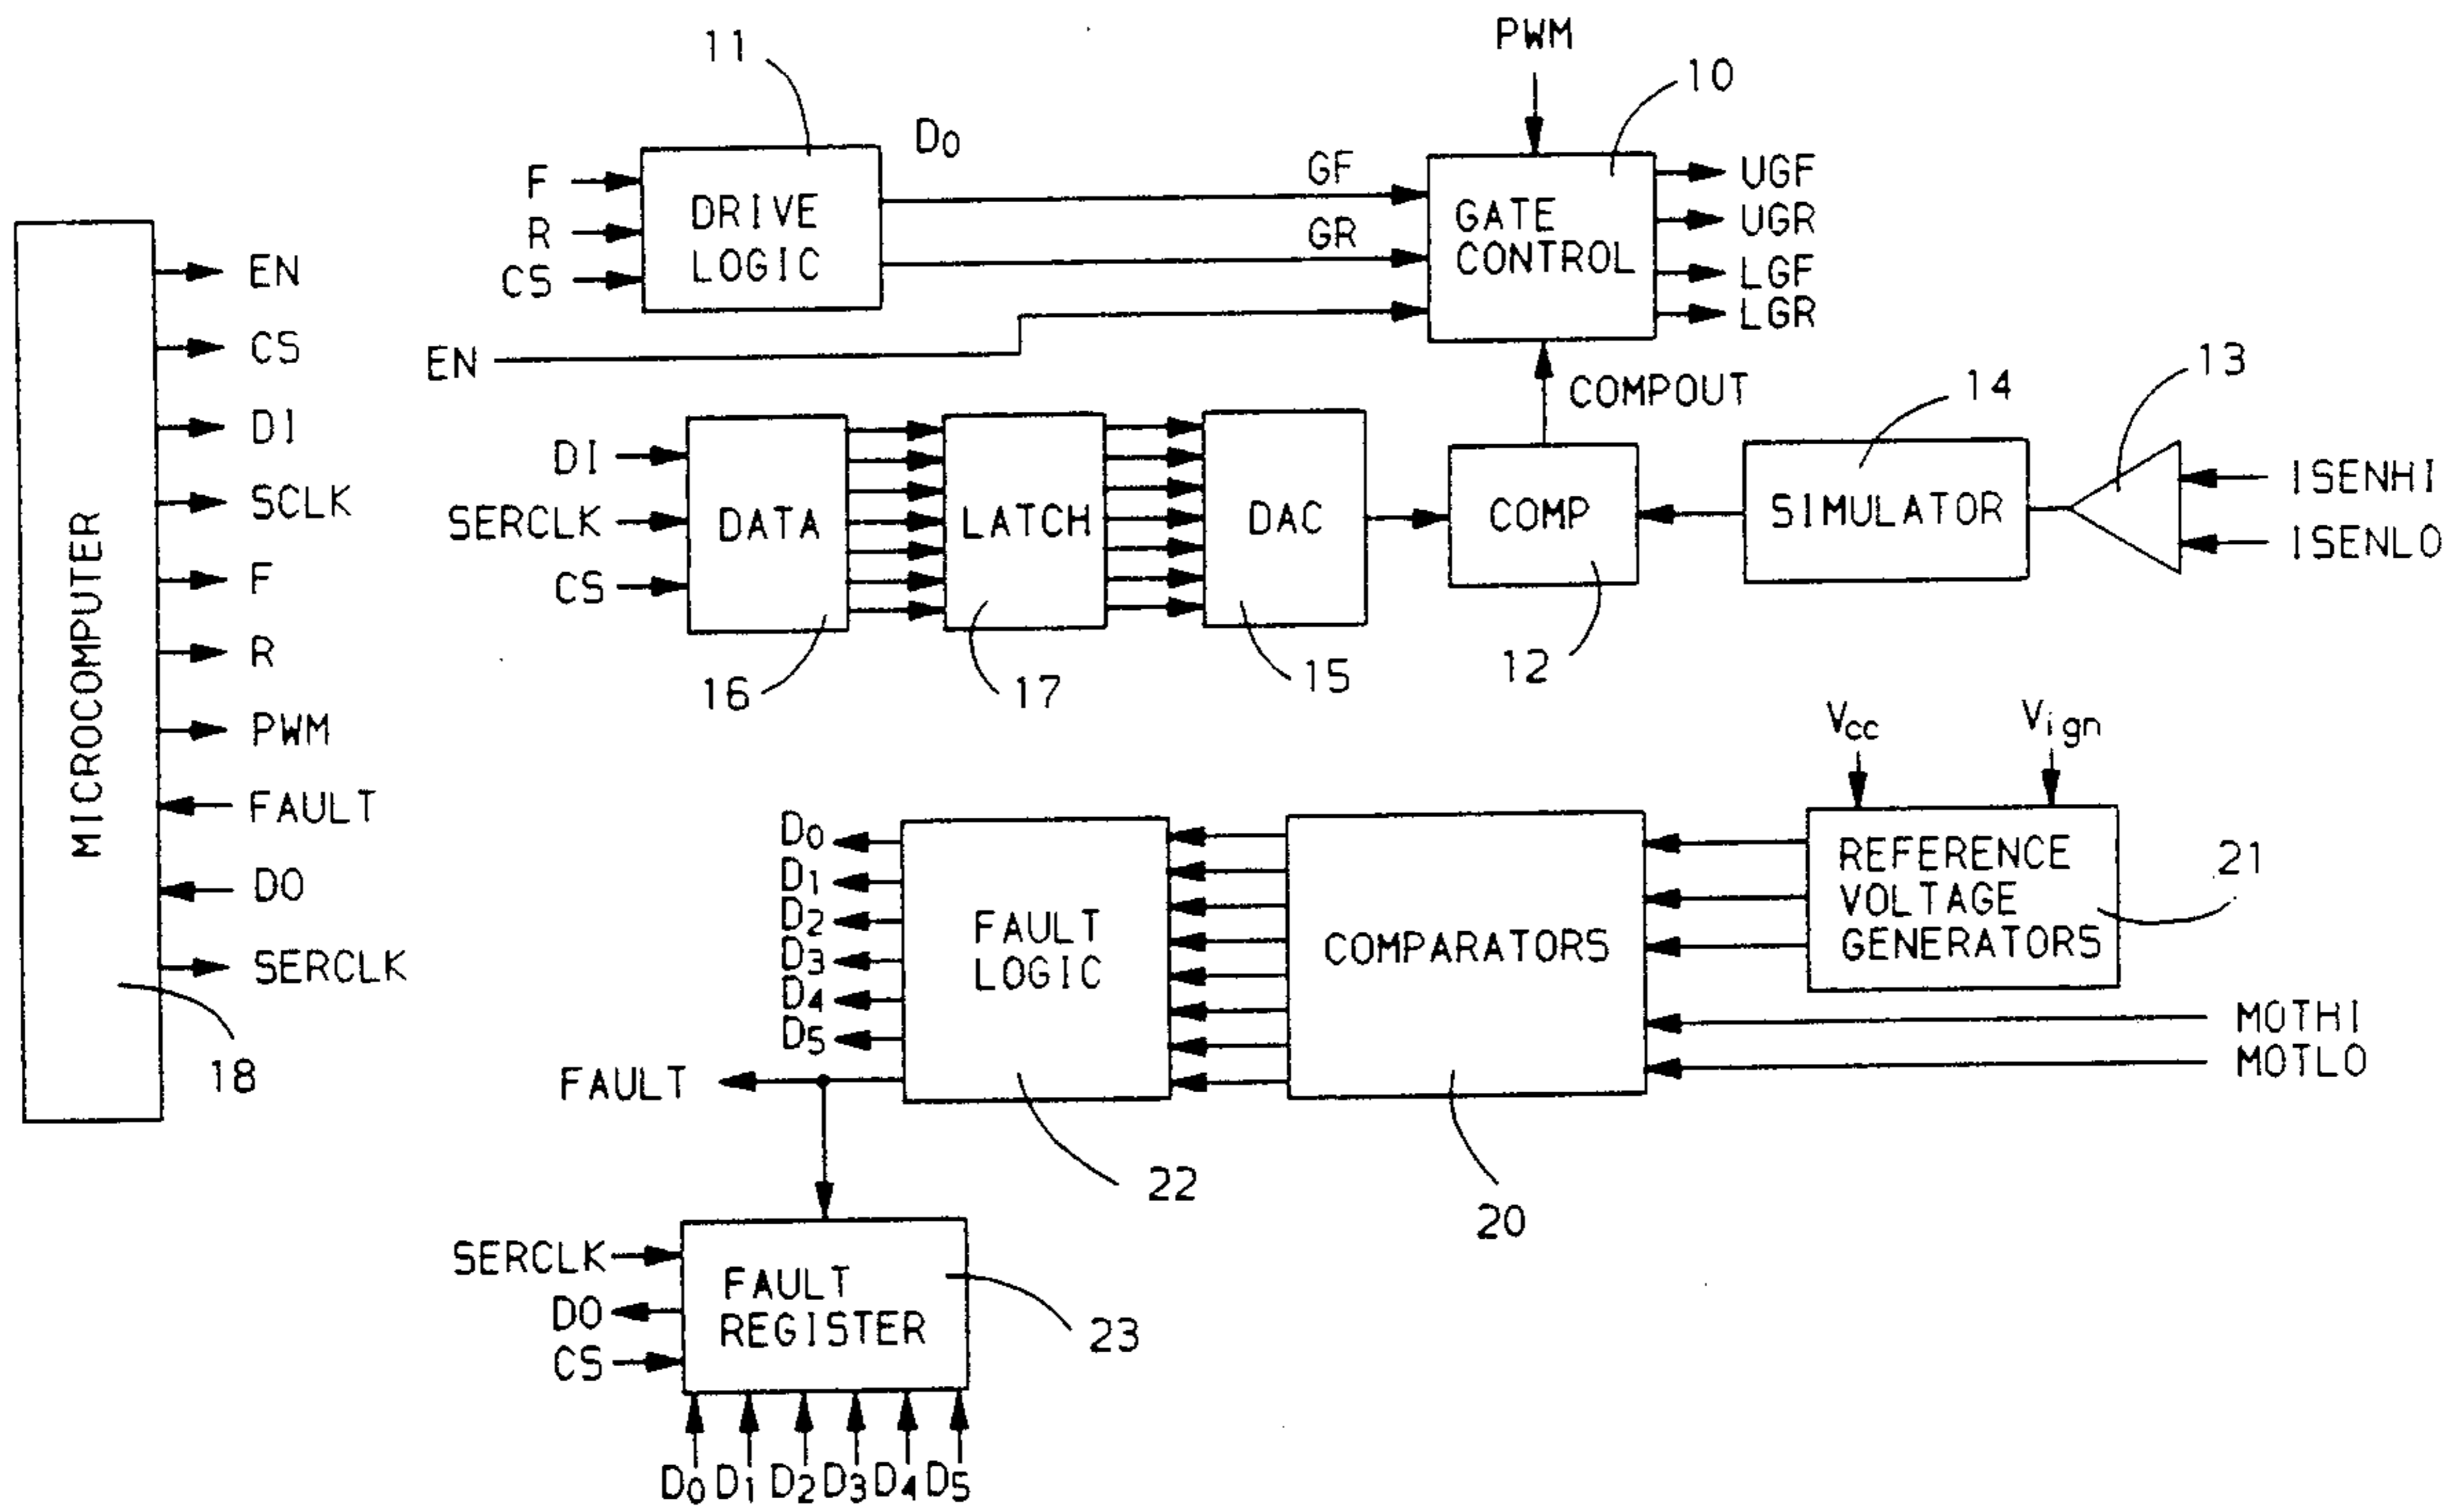 MICROCOMPUTER
EN
CS
DI
SCLK
F
R
PWM
FAULT
DO
SERCLK
18
11
F
R
CS
DRIVE
LOGIC
D0
GF
GR
EN
PWM
10
GATE
CONTROL
UGF
UGR
LGF
LGR
COMPOUT
DI
SERCLK
CS
DATA
16
LATCH
17
DAC
15
COMP
12
SIMULATOR
14
13
ISENHI
ISENLO
Vcc
Vign
REFERENCE
VOLTAGE
GENERATORS
21
MOTHI
MOTLO
COMPARATORS
20
FAULT
LOGIC
22
D0
D1
D2
D3
D4
D5
FAULT
SERCLK
DO
CS
FAULT
REGISTER
23
D0 D1 D2 D3 D4 D5